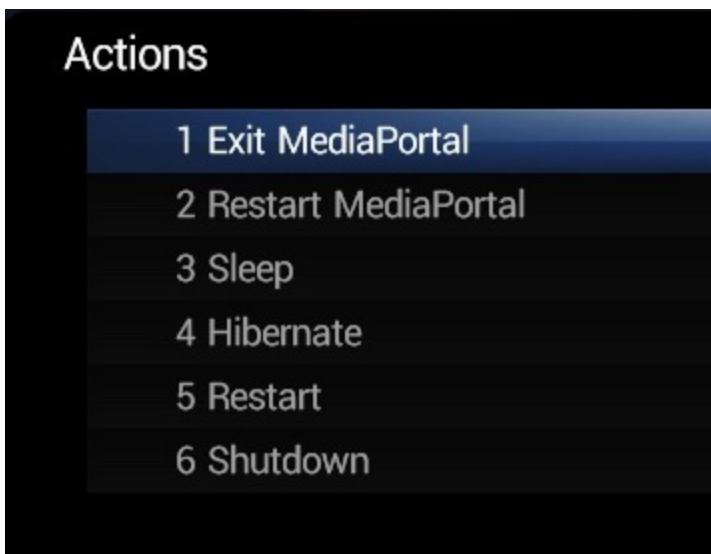 Actions
1 Exit MediaPortal
2 Restart MediaPortal
3 Sleep
4 Hibernate
5 Restart
6 Shutdown